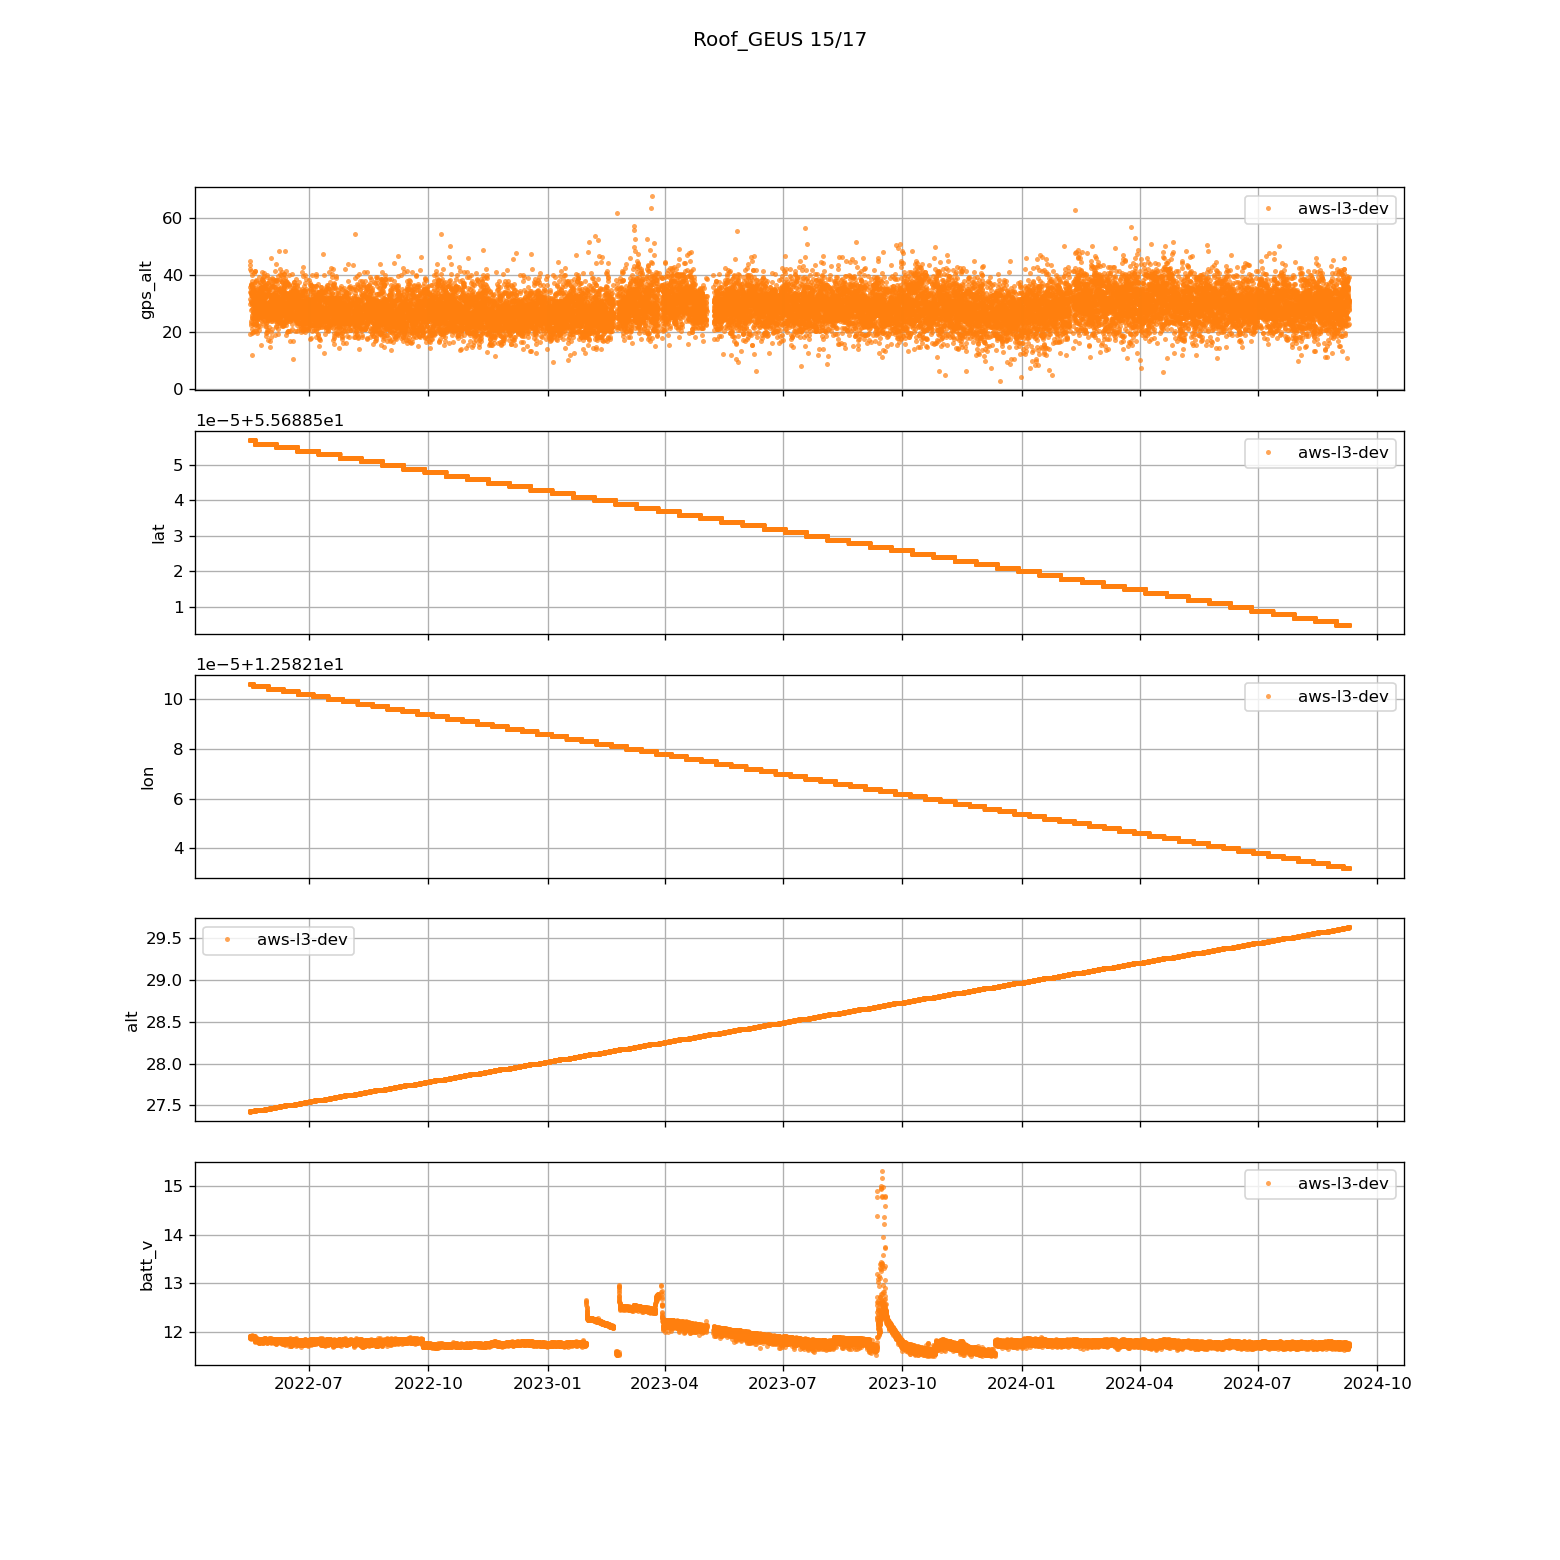 Roof_GEUS 15/17
gps_alt
60
40
20
0
aws-l3-dev
1e−5+5.56885e1
lat
5
4
3
2
1
aws-l3-dev
1e−5+1.25821e1
lon
10
8
6
4
aws-l3-dev
alt
29.5
29.0
28.5
28.0
27.5
aws-l3-dev
batt_v
15
14
13
12
aws-l3-dev
2022-07 2022-10 2023-01 2023-04 2023-07 2023-10 2024-01 2024-04 2024-07 2024-10